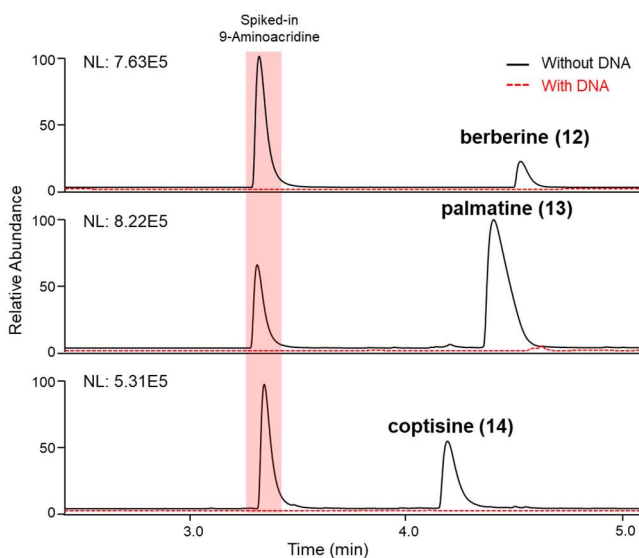 Spiked-in
9-Aminoacridine
100
NL: 7.63E5
Without DNA
With DNA
50
berberine (12)
0
100
NL: 8.22E5
palmatine (13)
50
0
100
NL: 5.31E5
coptisine (14)
50
0
Relative Abundance
3.0 4.0 5.0
Time (min)